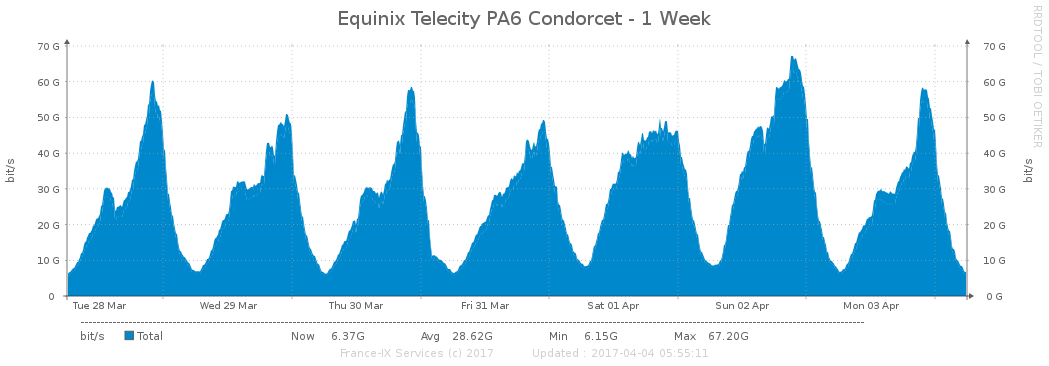 Equinix Telecity PA6 Condorcet - 1 Week
RRDTOOL / TOBI OETIKER
bit/s
70 G
60 G
50 G
40 G
30 G
20 G
10 G
0
70 G
60 G
50 G
40 G
30 G
20 G
10 G
0 G
bit/s
Tue 28 Mar Wed 29 Mar Thu 30 Mar Fri 31 Mar Sat 01 Apr Sun 02 Apr Mon 03 Apr
bit/s Total Now 6.37G Avg 28.62G Min 6.15G Max 67.20G
France-IX Services (c) 2017 Updated : 2017-04-04 05:55:11